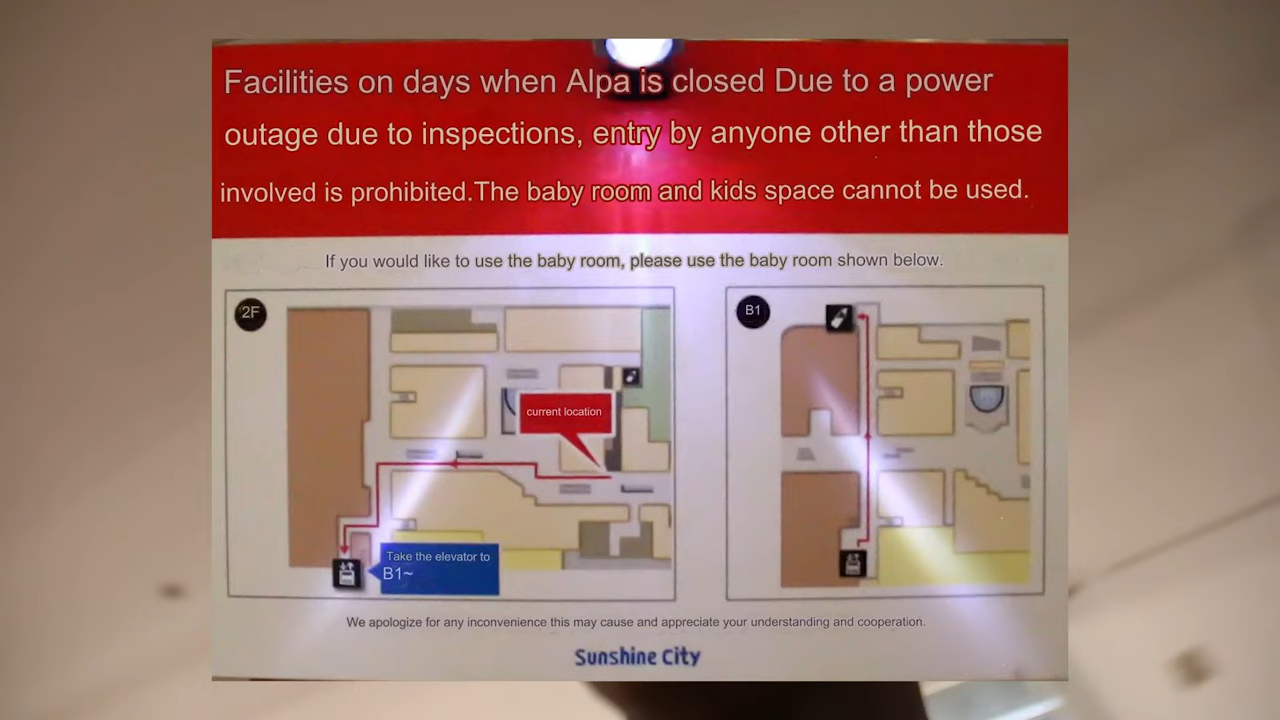 Facilities on days when Alpa is closed Due to a power
outage due to inspections, entry by anyone other than those
involved is prohibited.The baby room and kids space cannot be used.
If you would like to use the baby room, please use the baby room shown below.
2F
current location
Take the elevator to
B1~
B1
We apologize for any inconvenience this may cause and appreciate your understanding and cooperation.
Sunshine City